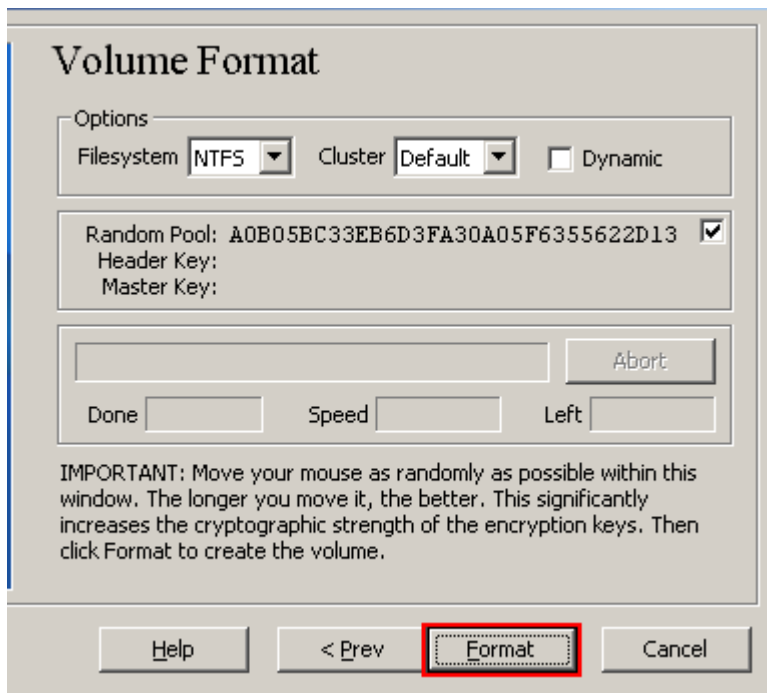 Volume Format
Options
Filesystem NTFS Cluster Default Dynamic
Random Pool: A0B05BC33EB6D3FA30A05F6355622D13
Header Key:
Master Key:
Abort
Done Speed Left
IMPORTANT: Move your mouse as randomly as possible within this
window. The longer you move it, the better. This significantly
increases the cryptographic strength of the encryption keys. Then
click Format to create the volume.
Help < Prev Format Cancel